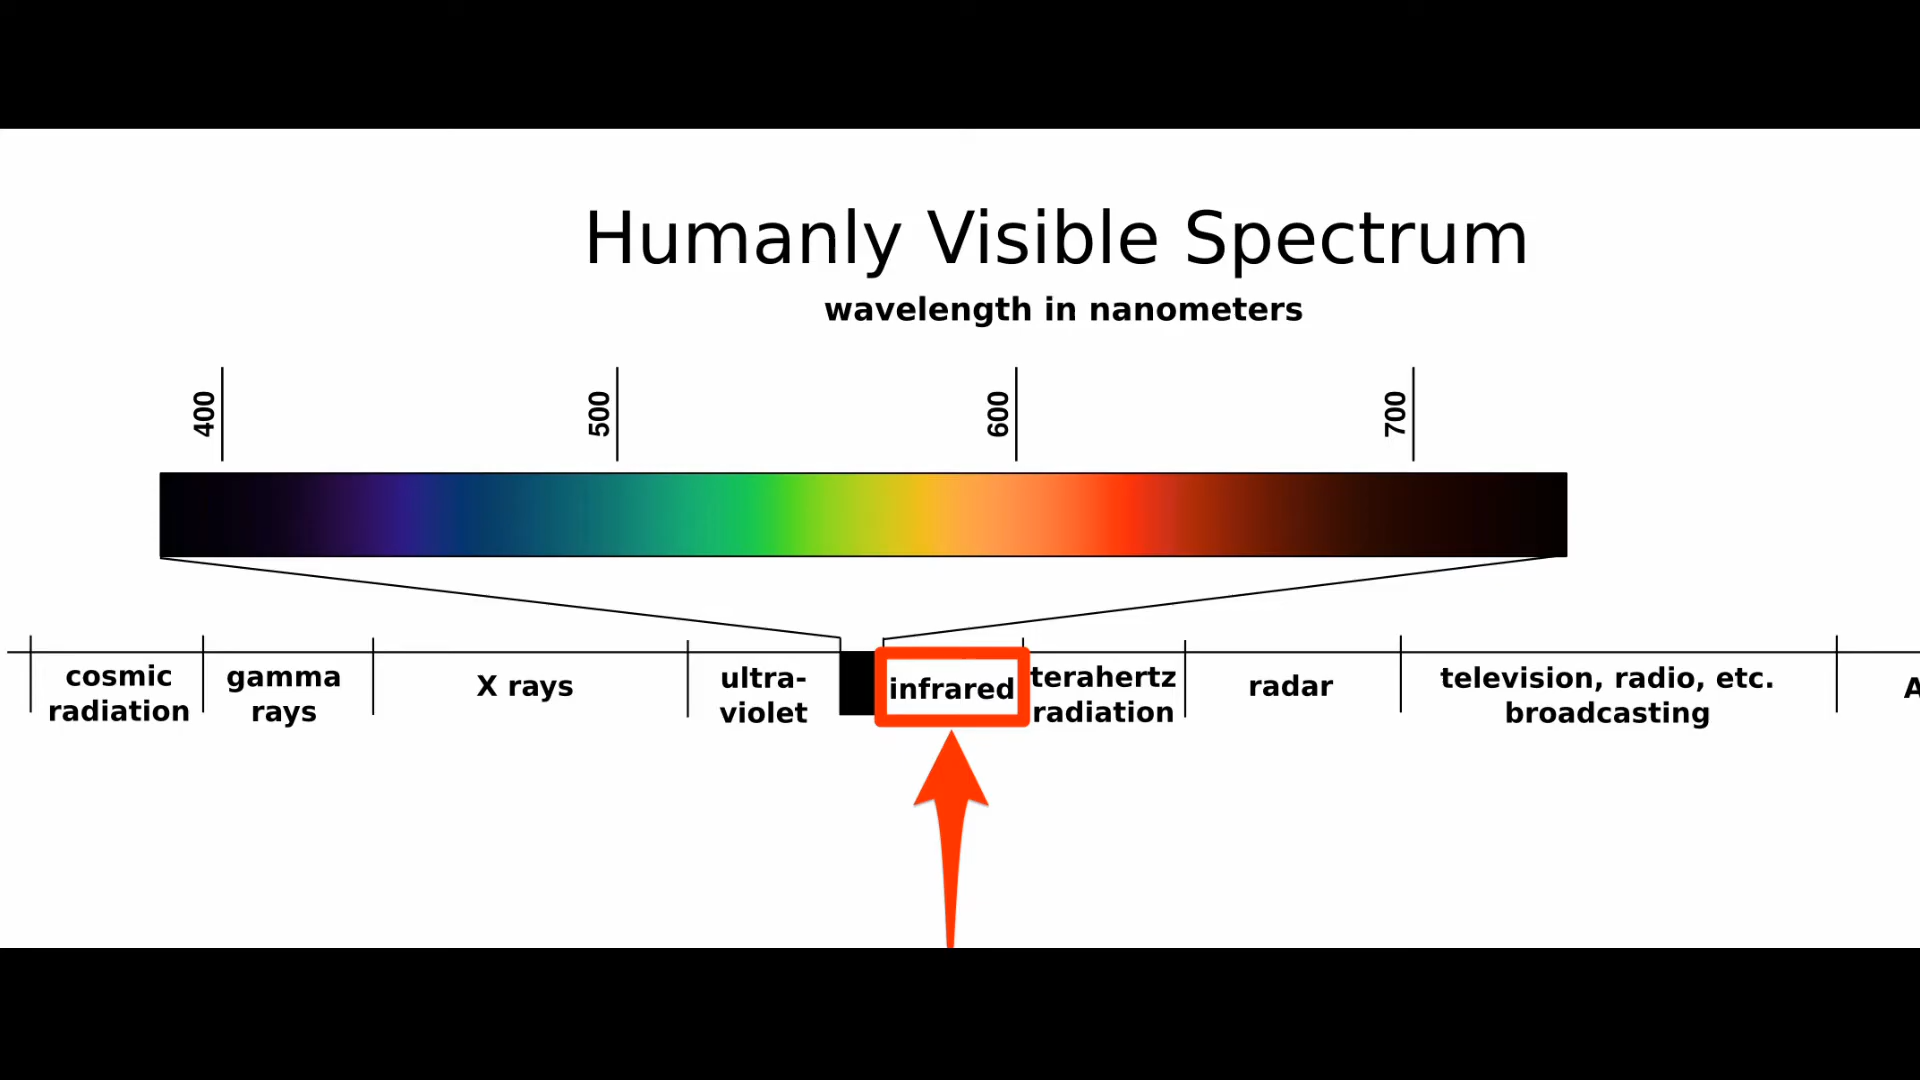 Humanly Visible Spectrum
wavelength in nanometers
400
500
600
700
cosmic
radiation
gamma
rays
X rays
ultra-
violet
infrared
terahertz
radiation
radar
television, radio, etc.
broadcasting